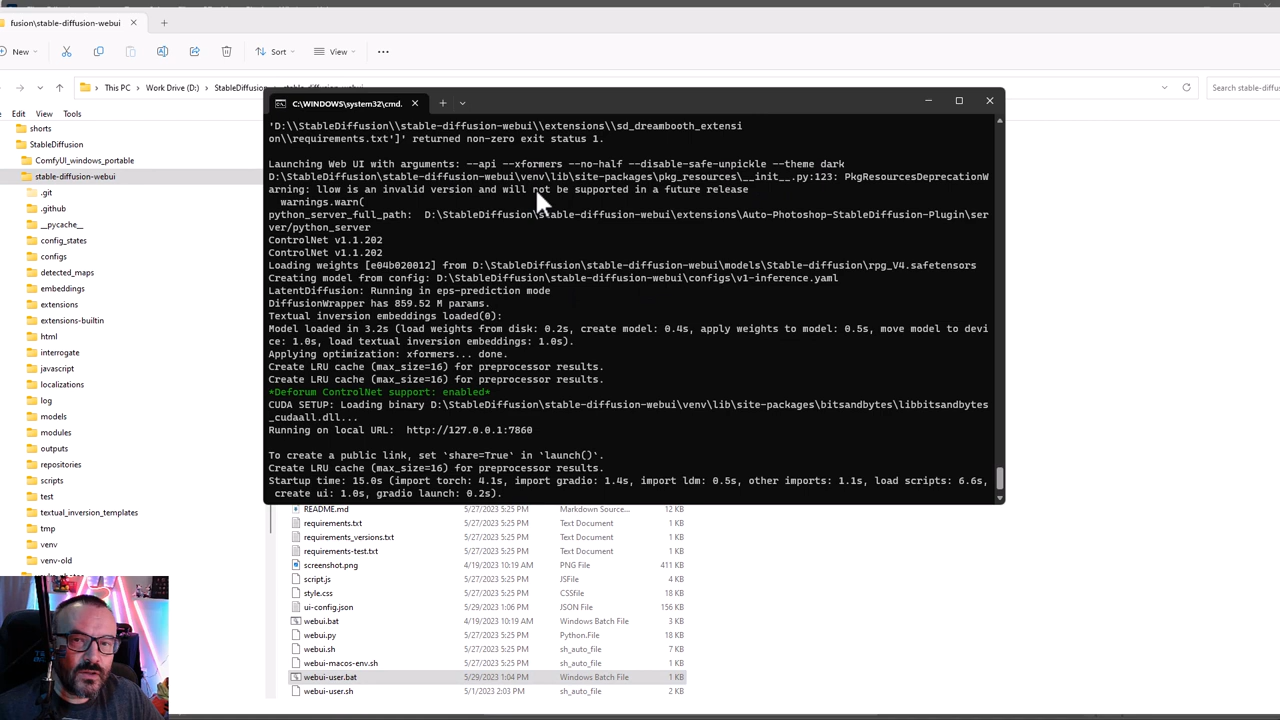 fusion\stable-diffusion-webui
New
Sort
View
This PC
Work Drive (D:)
StableDiffusion
Search stable-diffus
Edit View Tools
shorts
StableDiffusion
ComfyUI_windows_portable
stable-diffusion-webui
.git
.github
__pycache__
config_states
configs
detected_maps
embeddings
extensions
extensions-builtin
html
interrogate
javascript
localizations
log
models
modules
outputs
repositories
scripts
test
textual_inversion_templates
tmp
venv
venv-old
C:\WINDOWS\system32\cmd.
'D:\\StableDiffusion\\stable-diffusion-webui\\extensions\\sd_dreambooth_extensi
on\\requirements.txt']' returned non-zero exit status 1.
Launching Web UI with arguments: --api --xformers --no-half --disable-safe-unpickle --theme dark
D:\StableDiffusion\stable-diffusion-webui\venv\lib\site-packages\pkg_resources\__init__.py:123: PkgResourcesDeprecationW
arning: llow is an invalid version and will not be supported in a future release
warnings.warn(
python_server_full_path: D:\StableDiffusion\stable-diffusion-webui\extensions\Auto-Photoshop-StableDiffusion-Plugin\ser
ver/python_server
ControlNet v1.1.202
ControlNet v1.1.202
Loading weights [e04b020012] from D:\StableDiffusion\stable-diffusion-webui\models\Stable-diffusion\rpg_V4.safetensors
Creating model from config: D:\StableDiffusion\stable-diffusion-webui\configs\v1-inference.yaml
LatentDiffusion: Running in eps-prediction mode
DiffusionWrapper has 859.52 M params.
Textual inversion embeddings loaded(0):
Model loaded in 3.2s (load weights from disk: 0.2s, create model: 0.4s, apply weights to model: 0.5s, move model to devi
ce: 1.0s, load textual inversion embeddings: 1.0s).
Applying optimization: xformers... done.
Create LRU cache (max_size=16) for preprocessor results.
Create LRU cache (max_size=16) for preprocessor results.
*Deforum ControlNet support: enabled*
CUDA SETUP: Loading binary D:\StableDiffusion\stable-diffusion-webui\venv\lib\site-packages\bitsandbytes\libbitsandbytes
_cudaall.dll...
Running on local URL: http://127.0.0.1:7860
To create a public link, set `share=True` in `launch()`.
Create LRU cache (max_size=16) for preprocessor results.
Startup time: 15.0s (import torch: 4.1s, import gradio: 1.4s, import ldm: 0.5s, other imports: 1.1s, load scripts: 6.6s,
create ui: 1.0s, gradio launch: 0.2s).
README.md 5/27/2023 5:25 PM Markdown Source... 12 KB
requirements.txt 5/27/2023 5:25 PM Text Document 1 KB
requirements_versions.txt 5/27/2023 5:25 PM Text Document 1 KB
requirements-test.txt 5/27/2023 5:25 PM Text Document 1 KB
screenshot.png 4/19/2023 10:19 AM PNG File 411 KB
script.js 5/27/2023 5:25 PM JSFile 4 KB
style.css 5/27/2023 5:25 PM CSSfile 18 KB
ui-config.json 5/29/2023 1:06 PM JSON File 156 KB
webui.bat 4/19/2023 10:19 AM Windows Batch File 3 KB
webui.py 5/27/2023 5:25 PM Python.File 18 KB
webui.sh 5/27/2023 5:25 PM sh_auto_file 7 KB
webui-macos-env.sh 5/27/2023 5:25 PM sh_auto_file 1 KB
webui-user.bat 5/29/2023 1:04 PM Windows Batch File 1 KB
webui-user.sh 5/1/2023 2:03 PM sh_auto_file 2 KB